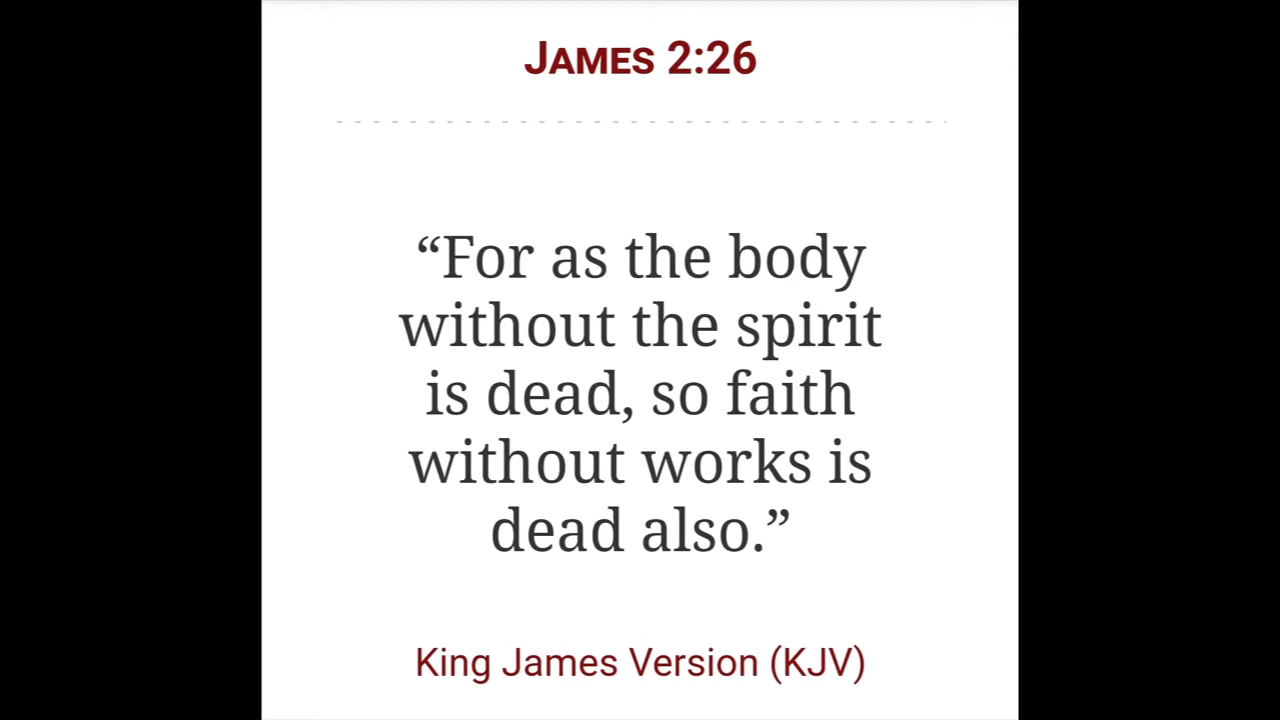 James 2:26
“For as the body
without the spirit
is dead, so faith
without works is
dead also.”
King James Version (KJV)